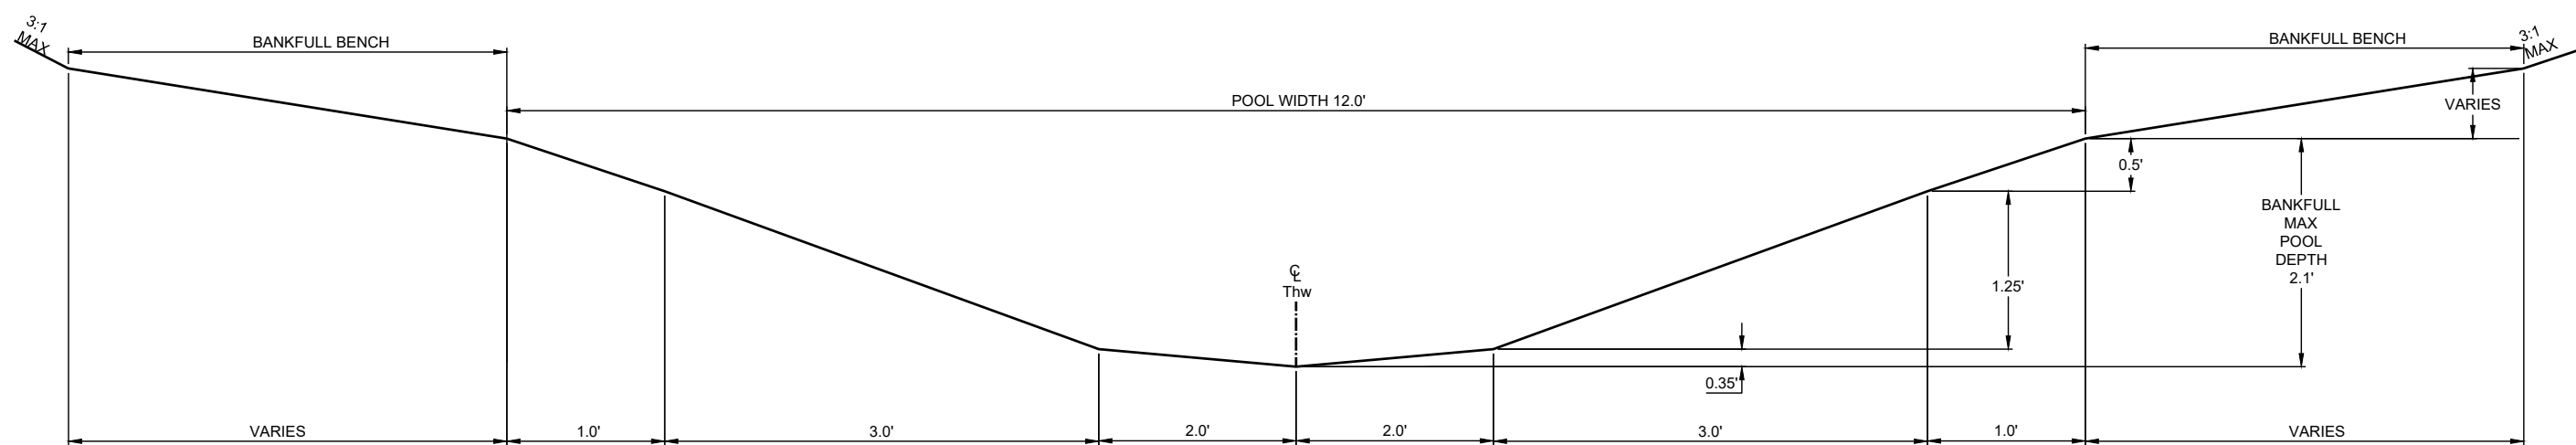 3:1
MAX
BANKFULL BENCH
BANKFULL BENCH
3:1
MAX
POOL WIDTH 12.0'
VARIES
0.5'
BANKFULL
MAX
POOL
DEPTH
2.1'
1.25'
℄
Thw
0.35'
VARIES
1.0'
3.0'
2.0'
2.0'
3.0'
1.0'
VARIES